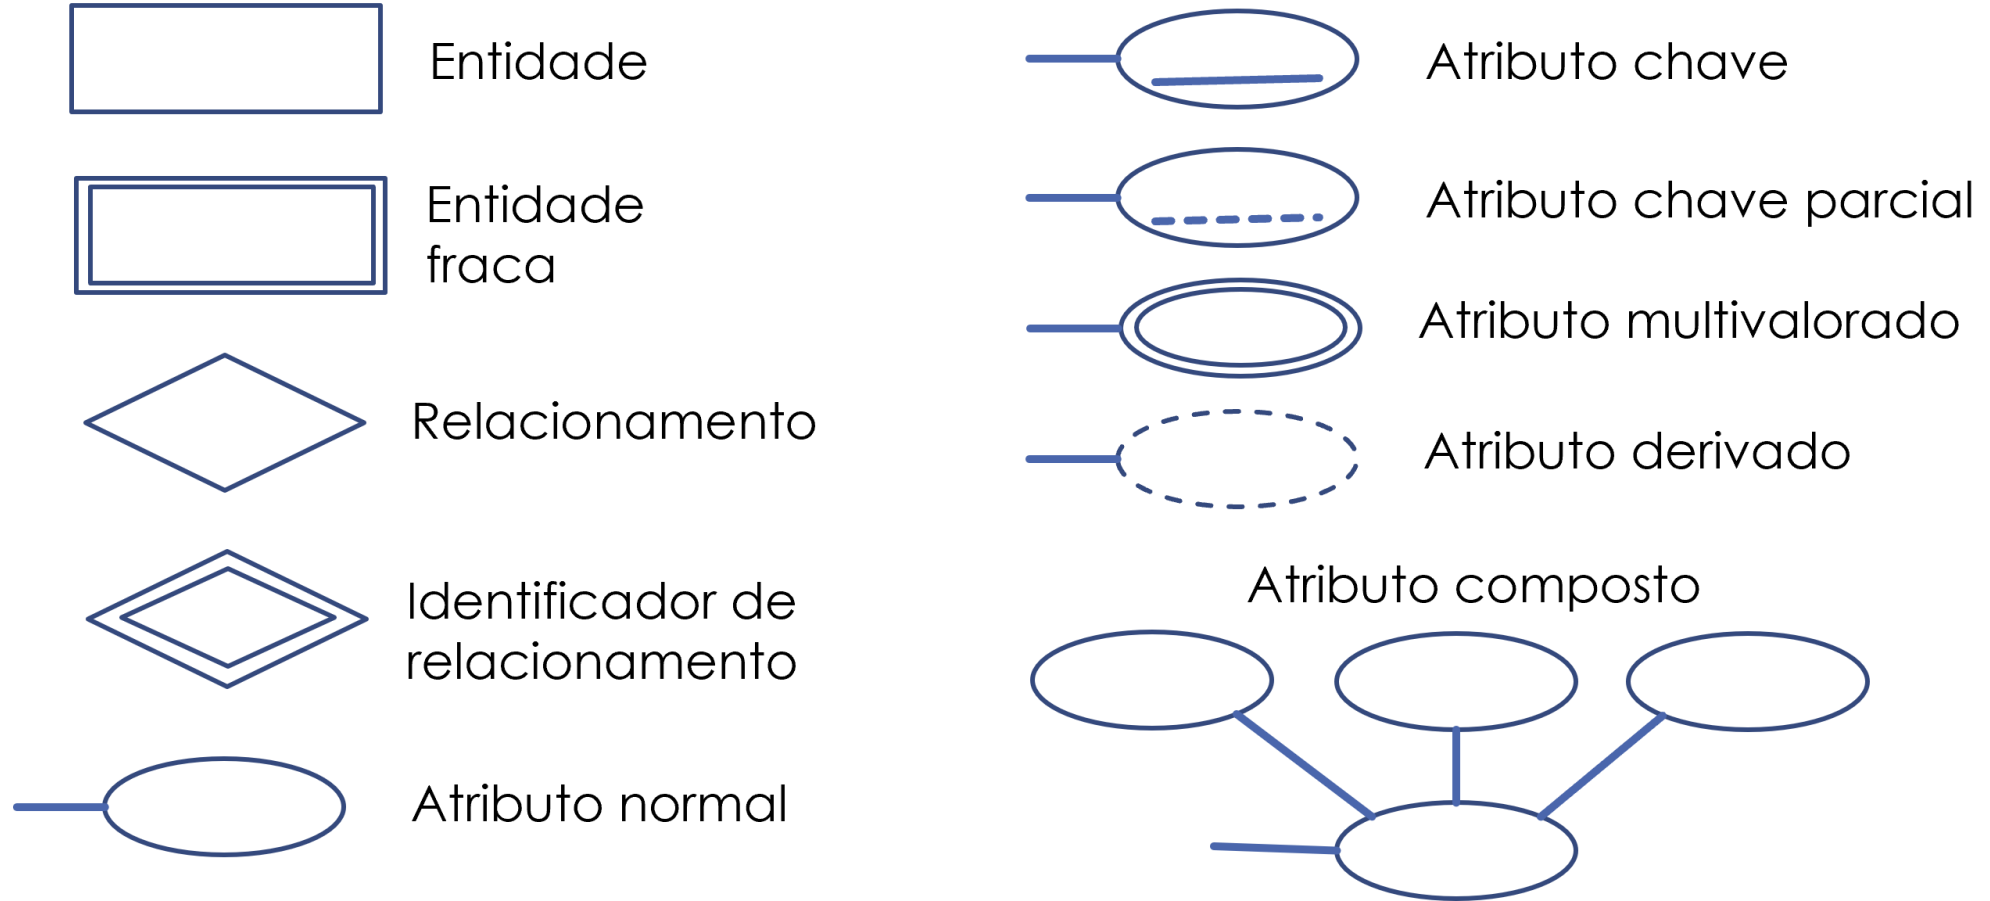 Entidade
Entidade
fraca
Relacionamento
Identificador de
relacionamento
Atributo normal
Atributo chave
Atributo chave parcial
Atributo multivalorado
Atributo derivado
Atributo composto